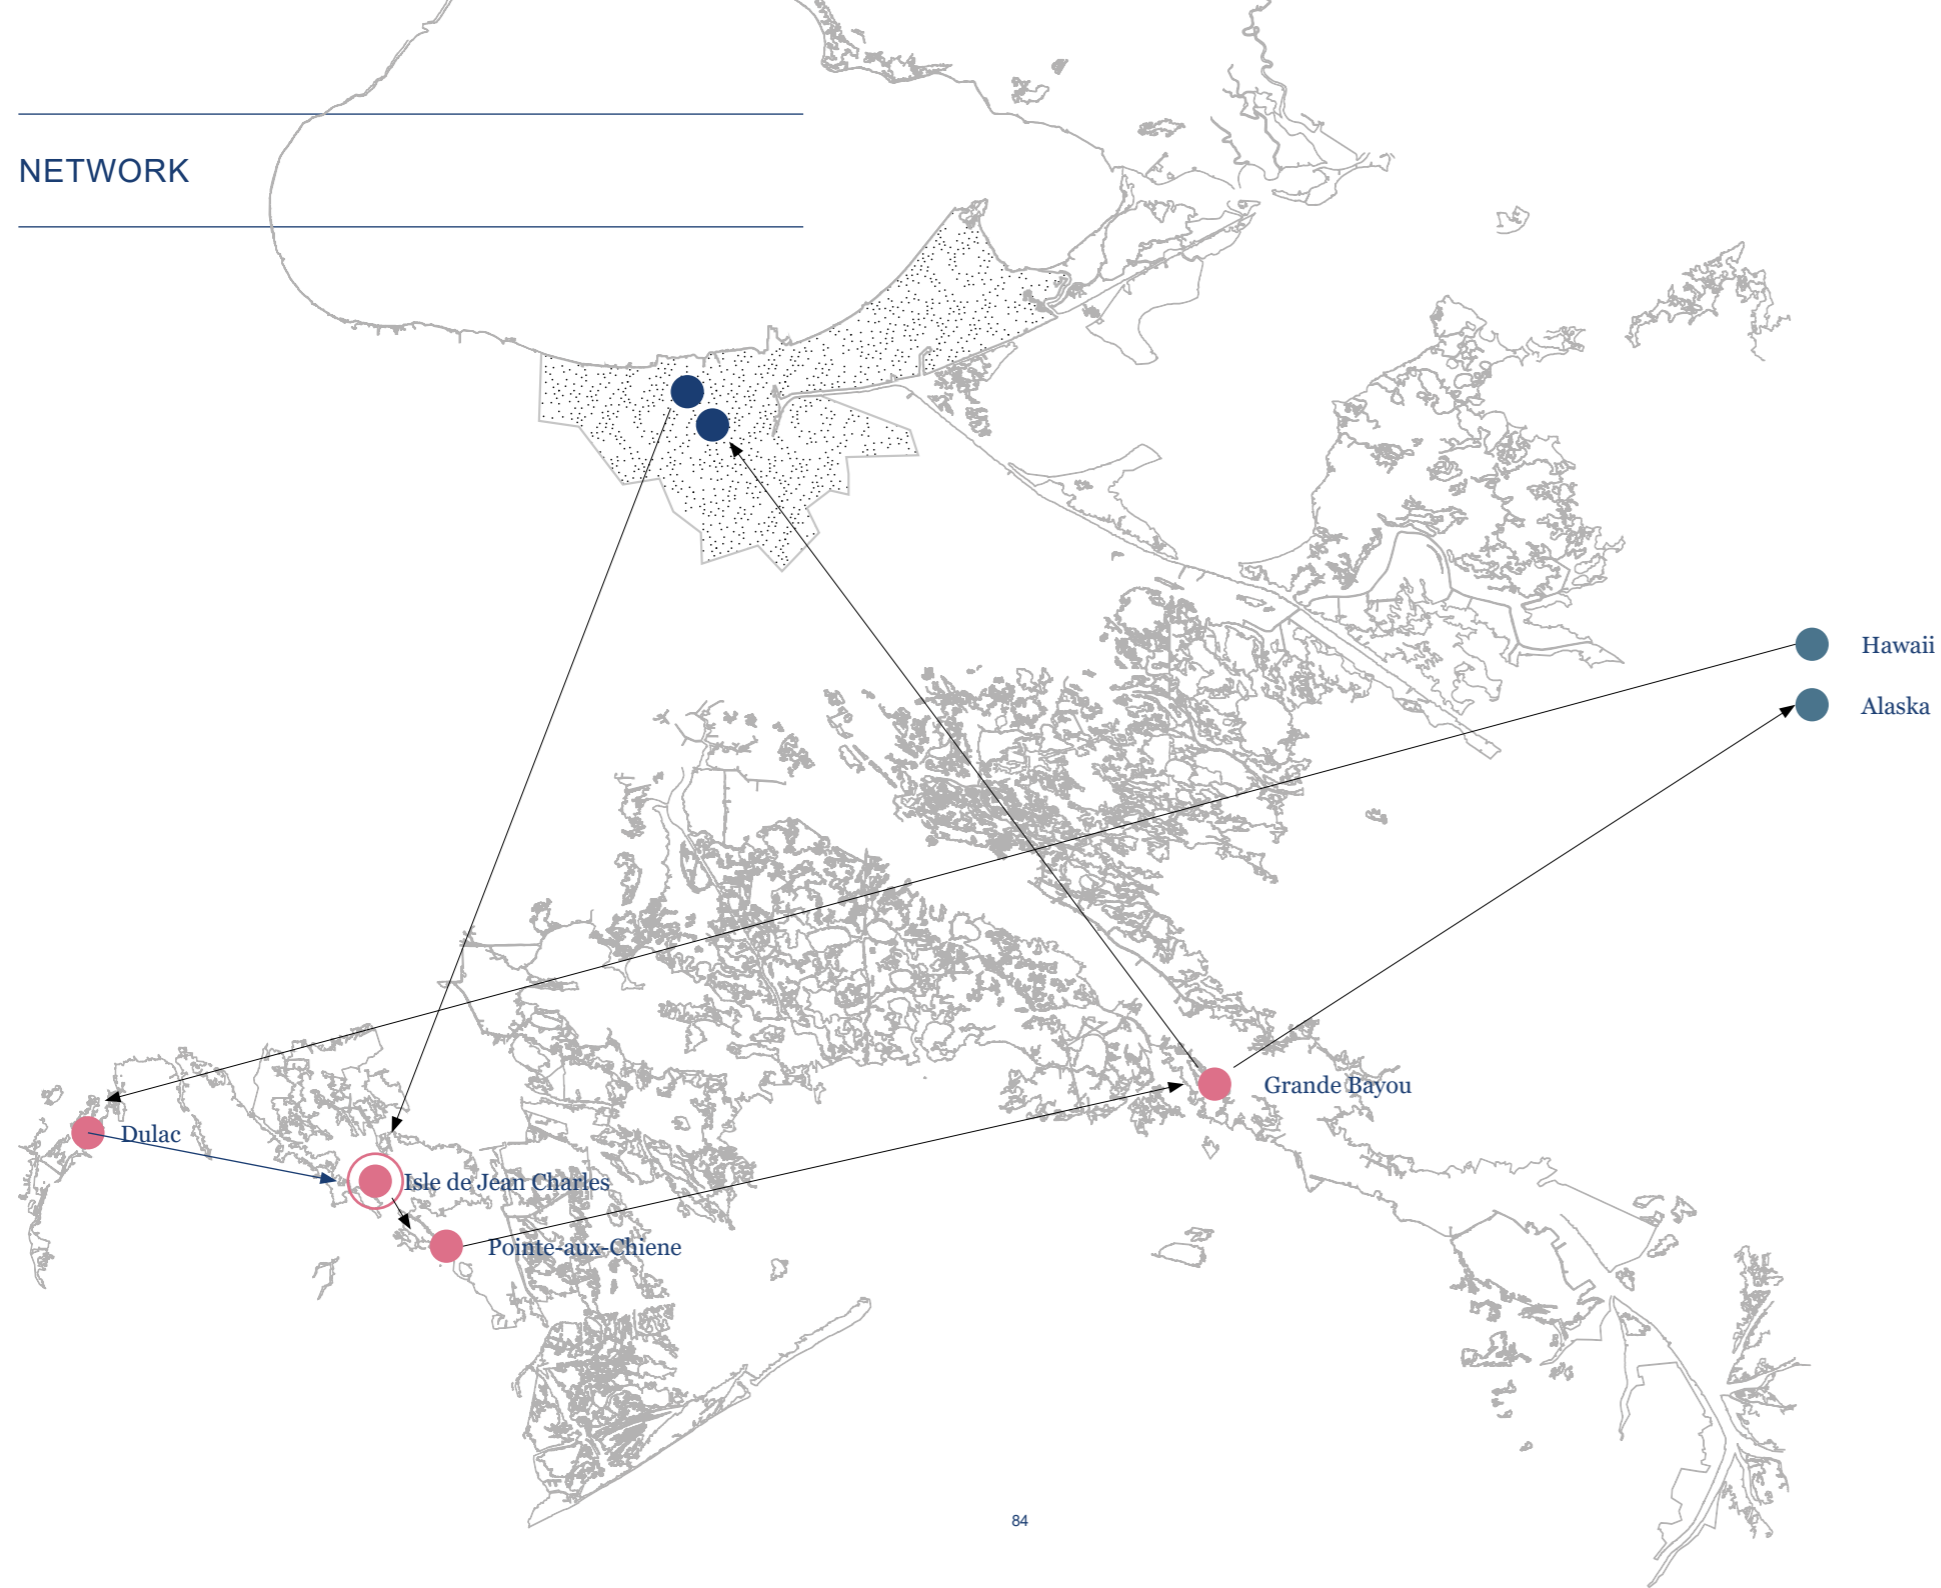 NETWORK
Hawaii
Alaska
Grande Bayou
Dulac
Isle de Jean Charles
Pointe-aux-Chiene
84